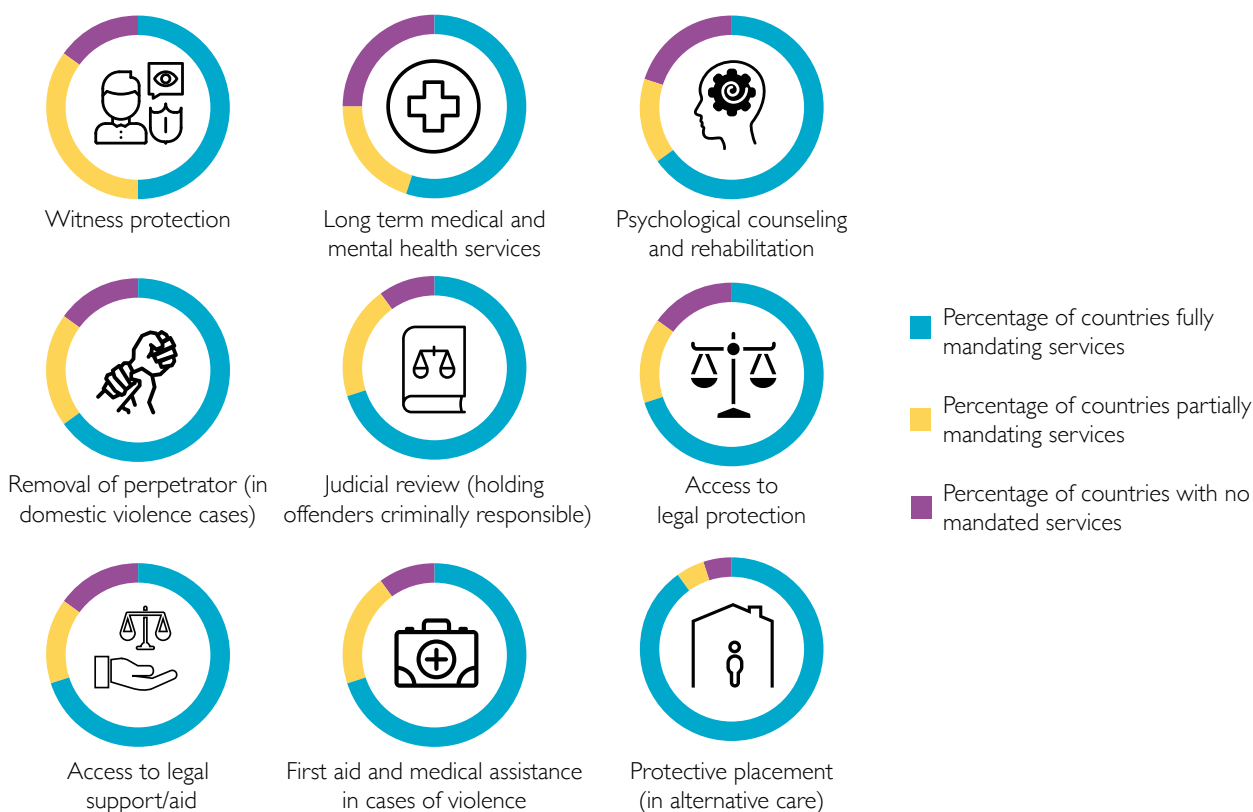 Witness protection
Long term medical and
mental health services
Psychological counseling
and rehabilitation
Removal of perpetrator (in
domestic violence cases)
Judicial review (holding
offenders criminally responsible)
Access to
legal protection
Access to legal
support/aid
First aid and medical assistance
in cases of violence
Protective placement
(in alternative care)
Percentage of countries fully
mandating services
Percentage of countries partially
mandating services
Percentage of countries with no
mandated services